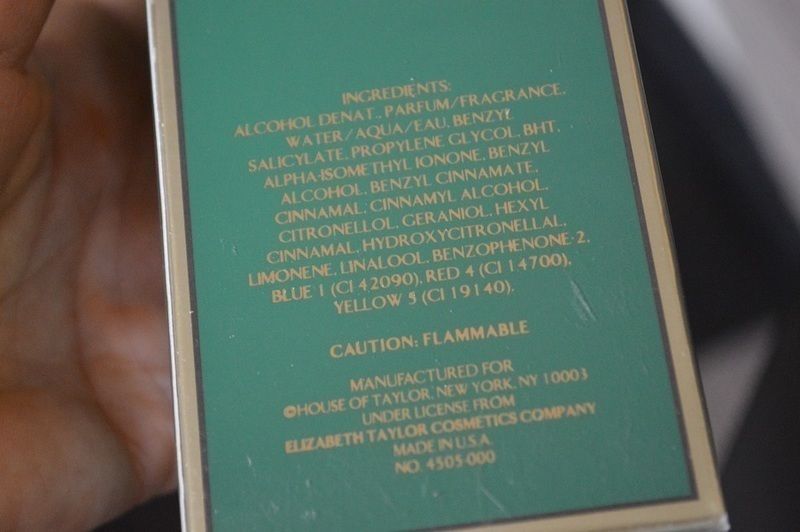 INGREDIENTS:
ALCOHOL DENAT., PARFUM/FRAGRANCE,
WATER/AQUA/EAU, BENZYL
SALICYLATE, PROPYLENE GLYCOL, BHT,
ALPHA-ISOMETHYL IONONE, BENZYL
ALCOHOL, BENZYL CINNAMATE,
CINNAMAL, CINNAMYL ALCOHOL,
CITRONELLOL, GERANIOL, HEXYL
CINNAMAL, HYDROXYCITRONELLAL,
LIMONENE, LINALOOL, BENZOPHENONE-2,
BLUE 1 (CI 42090), RED 4 (CI 14700),
YELLOW 5 (CI 19140).
CAUTION: FLAMMABLE
MANUFACTURED FOR
©HOUSE OF TAYLOR, NEW YORK, NY 10003
UNDER LICENSE FROM
ELIZABETH TAYLOR COSMETICS COMPANY
MADE IN U.S.A.
NO. 4505-000